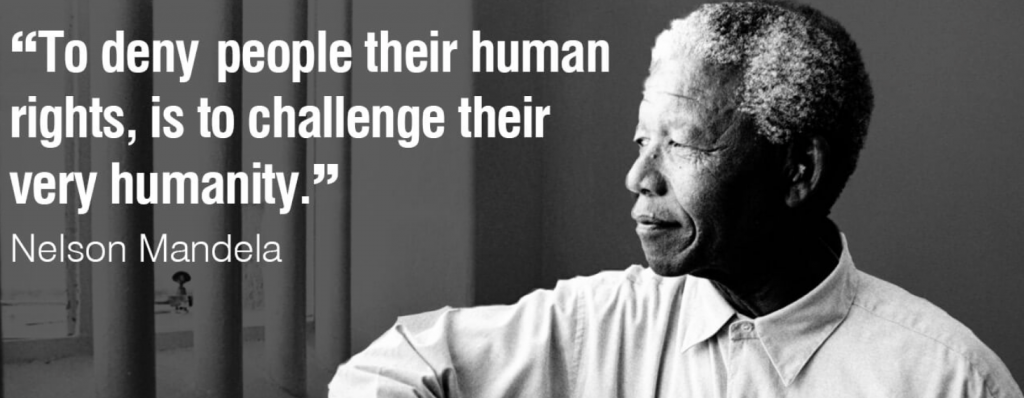 “To deny people their human
rights, is to challenge their
very humanity.”
Nelson Mandela